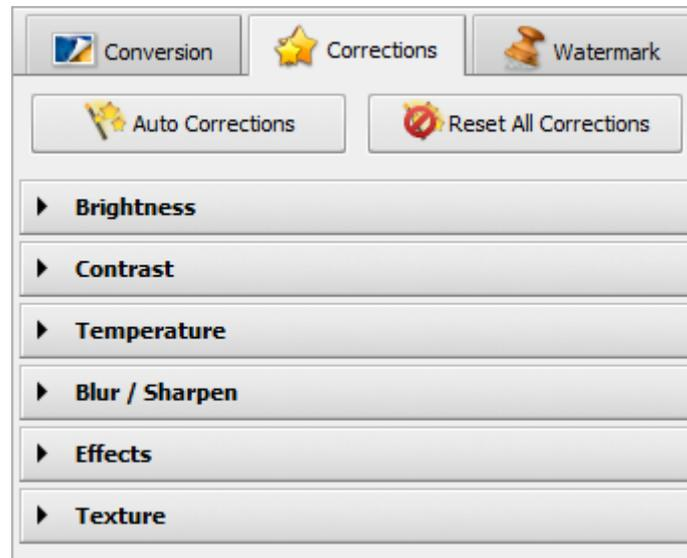 Conversion Corrections Watermark
Auto Corrections Reset All Corrections
Brightness
Contrast
Temperature
Blur / Sharpen
Effects
Texture